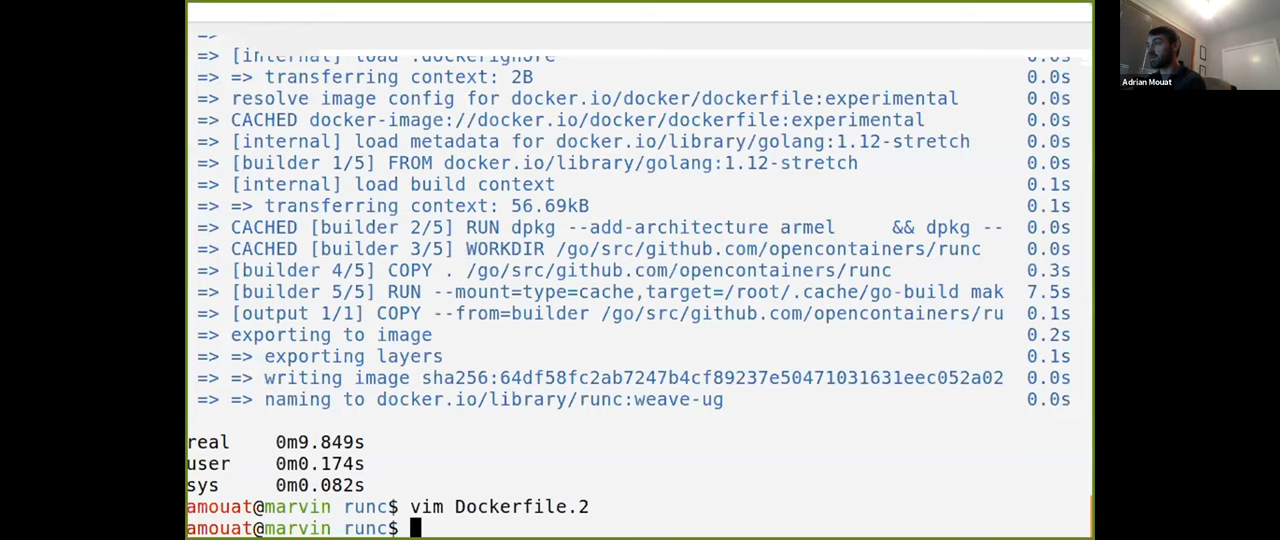 =>
=> [internal] load .dockerignore 0.0s
=> => transferring context: 2B 0.0s
=> resolve image config for docker.io/docker/dockerfile:experimental 0.0s
=> CACHED docker-image://docker.io/docker/dockerfile:experimental 0.0s
=> [internal] load metadata for docker.io/library/golang:1.12-stretch 0.0s
=> [builder 1/5] FROM docker.io/library/golang:1.12-stretch 0.0s
=> [internal] load build context 0.1s
=> => transferring context: 56.69kB 0.1s
=> CACHED [builder 2/5] RUN dpkg --add-architecture armel     && dpkg -- 0.0s
=> CACHED [builder 3/5] WORKDIR /go/src/github.com/opencontainers/runc 0.0s
=> [builder 4/5] COPY . /go/src/github.com/opencontainers/runc 0.3s
=> [builder 5/5] RUN --mount=type=cache,target=/root/.cache/go-build mak 7.5s
=> [output 1/1] COPY --from=builder /go/src/github.com/opencontainers/ru 0.1s
=> exporting to image 0.2s
=> => exporting layers 0.1s
=> => writing image sha256:64df58fc2ab7247b4cf89237e50471031631eec052a02 0.0s
=> => naming to docker.io/library/runc:weave-ug 0.0s
real 0m9.849s
user 0m0.174s
sys 0m0.082s
amouat@marvin runc$ vim Dockerfile.2
amouat@marvin runc$
Adrian Mouat